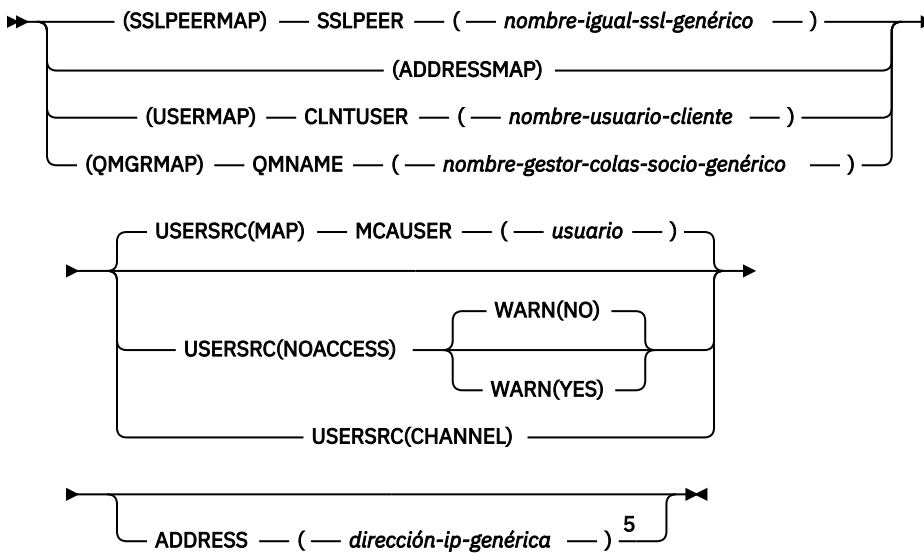 (SSLPEERMAP) SSLPEER ( nombre-igual-ssl-genérico )
(ADDRESSMAP)
(USERMAP) CLNTUSER ( nombre-usuario-cliente )
(QMGRMAP) QMNAME ( nombre-gestor-colas-socio-genérico )
USERSRC(MAP) MCAUSER ( usuario )
WARN(NO)
USERSRC(NOACCESS)
WARN(YES)
USERSRC(CHANNEL)
ADDRESS ( dirección-ip-genérica ) 5